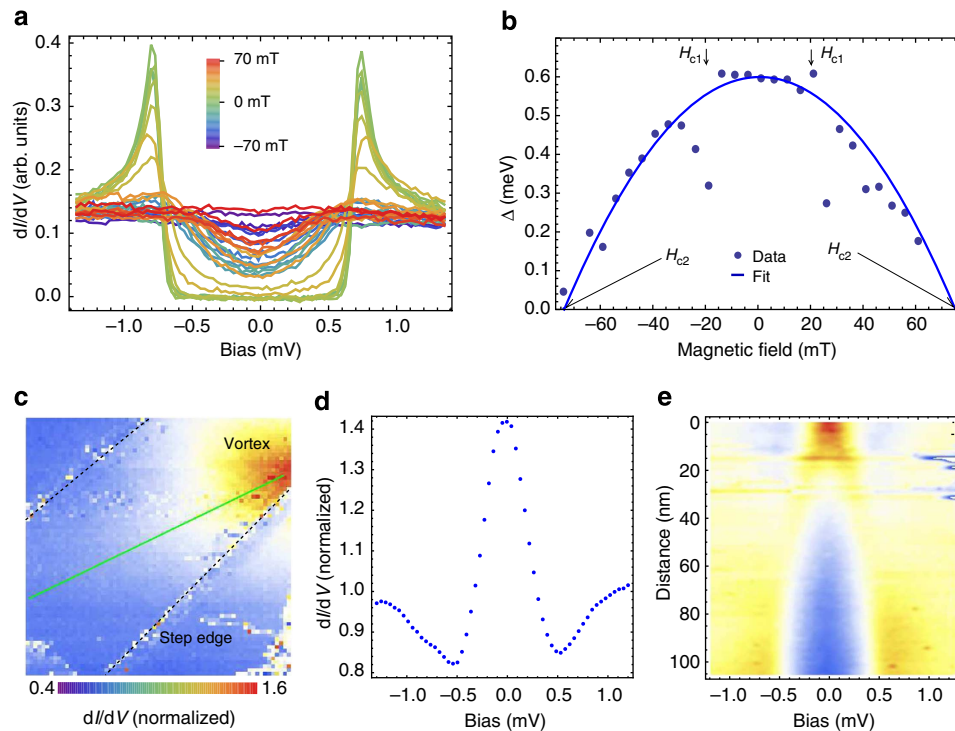 a
dI/dV (arb. units)
0.4
0.3
0.2
0.1
0.0
70 mT
0 mT
−70 mT
−1.0
−0.5
0.0
0.5
1.0
Bias (mV)
b
Δ (meV)
0.6
0.5
0.4
0.3
0.2
0.1
0.0
Hc1
Hc1
Hc2
Hc2
Data
Fit
−60
−40
−20
0
20
40
60
Magnetic field (mT)
c
Vortex
Step edge
0.4
1.6
dI/dV (normalized)
d
dI/dV (normalized)
1.4
1.3
1.2
1.1
1.0
0.9
0.8
−1.0
−0.5
0.0
0.5
1.0
Bias (mV)
e
Distance (nm)
0
20
40
60
80
100
−1.0
−0.5
0.0
0.5
1.0
Bias (mV)